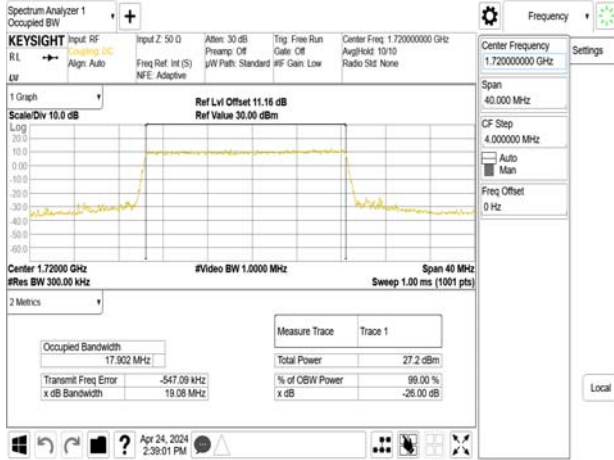 Spectrum Analyzer 1
Occupied BW
Frequency
KEYSIGHT
Input: RF
Coupling: DC
Align: Auto
Input Z: 50 Ω
Freq Ref: Int (S)
NFE: Adaptive
Atten: 30 dB
Preamp: Off
µW Path: Standard
Trig: Free Run
Gate: Off
#IF Gain: Low
Center Freq: 1.720000000 GHz
Avg|Hold: 10/10
Radio Std: None
RL
Center Frequency
1.720000000 GHz
Settings
Span
40.000 MHz
CF Step
4.000000 MHz
Auto
Man
Freq Offset
0 Hz
Local
1 Graph
Scale/Div 10.0 dB
Ref Lvl Offset 11.16 dB
Ref Value 30.00 dBm
Log
20.0
10.0
0.00
-10.0
-20.0
-30.0
-40.0
-50.0
-60.0
Center 1.72000 GHz
#Video BW 1.0000 MHz
Span 40 MHz
#Res BW 300.00 kHz
Sweep 1.00 ms (1001 pts)
2 Metrics
Measure Trace Trace 1
Occupied Bandwidth
17.902 MHz
Total Power 27.2 dBm
Transmit Freq Error -547.09 kHz
% of OBW Power 99.00 %
x dB Bandwidth 19.08 MHz
x dB -26.00 dB
Apr 24, 2024
2:39:01 PM